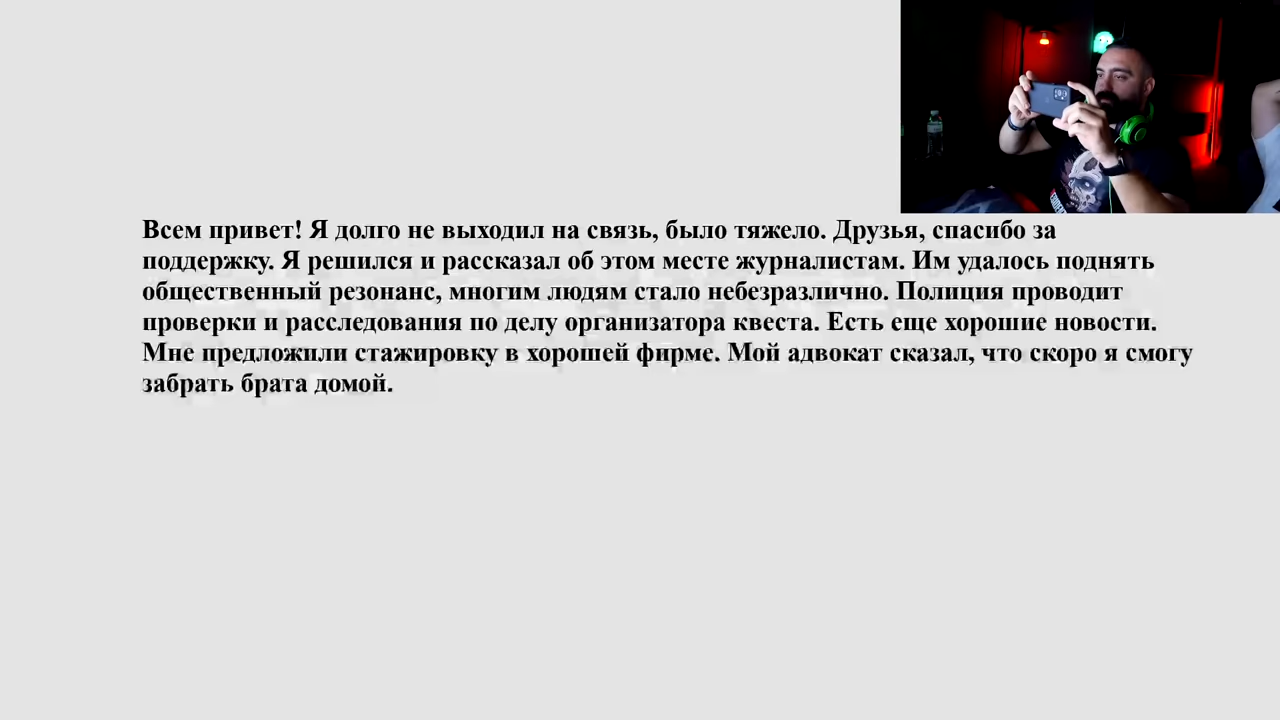 Всем привет! Я долго не выходил на связь, было тяжело. Друзья, спасибо за
поддержку. Я решился и рассказал об этом месте журналистам. Им удалось поднять
общественный резонанс, многим людям стало небезразлично. Полиция проводит
проверки и расследования по делу организатора квеста. Есть еще хорошие новости.
Мне предложили стажировку в хорошей фирме. Мой адвокат сказал, что скоро я смогу
забрать брата домой.